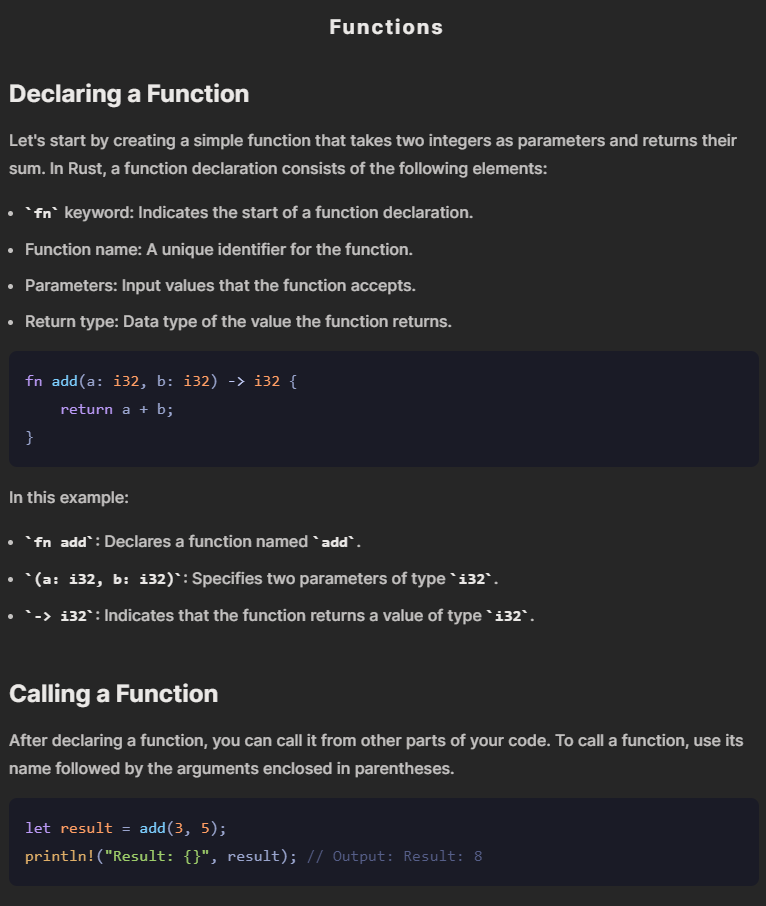 Functions
Declaring a Function
Let's start by creating a simple function that takes two integers as parameters and returns their
sum. In Rust, a function declaration consists of the following elements:
• `fn` keyword: Indicates the start of a function declaration.
• Function name: A unique identifier for the function.
• Parameters: Input values that the function accepts.
• Return type: Data type of the value the function returns.
fn add(a: i32, b: i32) -> i32 {
    return a + b;
}
In this example:
• `fn add`: Declares a function named `add`.
• `(a: i32, b: i32)`: Specifies two parameters of type `i32`.
• `-> i32`: Indicates that the function returns a value of type `i32`.
Calling a Function
After declaring a function, you can call it from other parts of your code. To call a function, use its
name followed by the arguments enclosed in parentheses.
let result = add(3, 5);
println!("Result: {}", result); // Output: Result: 8